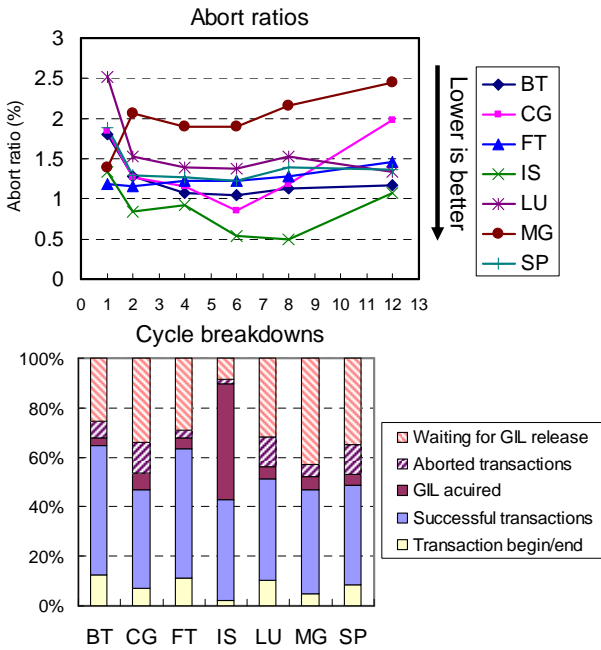 Abort ratios
3
2.5
2
1.5
1
0.5
0
Abort ratio (%)
0 1 2 3 4 5 6 7 8 9 10 11 12 13
Lower is better
BT
CG
FT
IS
LU
MG
SP
Cycle breakdowns
100%
80%
60%
40%
20%
0%
BT CG FT IS LU MG SP
Waiting for GIL release
Aborted transactions
GIL acuired
Successful transactions
Transaction begin/end